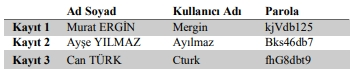 Ad Soyad Kullanıcı Adı Parola
Kayıt 1 Murat ERGİN Mergin kjVdb125
Kayıt 2 Ayşe YILMAZ Ayılmaz Bks46db7
Kayıt 3 Can TÜRK Cturk fhG8dbt9